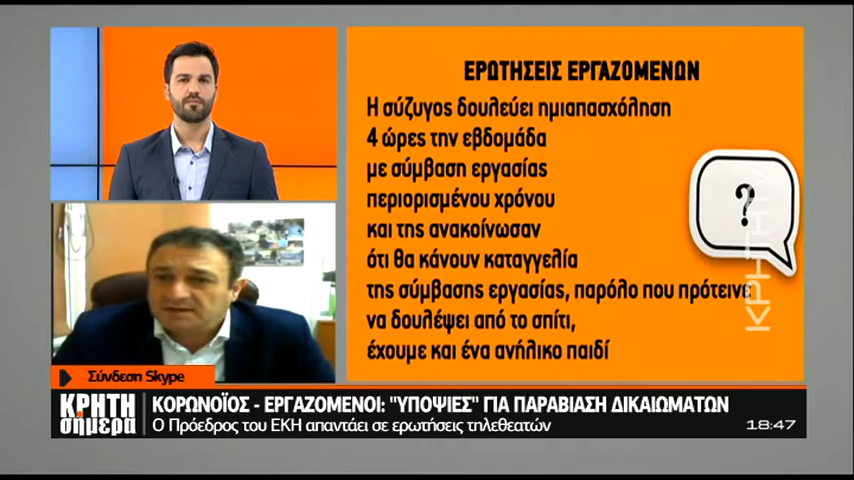 ΕΡΩΤΗΣΕΙΣ ΕΡΓΑΖΟΜΕΝΩΝ
Η σύζυγος δουλεύει ημιαπασχόληση
4 ώρες την εβδομάδα
με σύμβαση εργασίας
περιορισμένου χρόνου
και της ανακοίνωσαν
ότι θα κάνουν καταγγελία
της σύμβασης εργασίας, παρόλο που πρότεινε
να δουλέψει από το σπίτι,
έχουμε και ένα ανήλικο παιδί
?
ΚΡΗΤΗ TV
Σύνδεση Skype
ΚΡΗΤΗ
σήμερα
ΚΟΡΩΝΟΪΟΣ - ΕΡΓΑΖΟΜΕΝΟΙ: "ΥΠΟΨΙΕΣ" ΓΙΑ ΠΑΡΑΒΙΑΣΗ ΔΙΚΑΙΩΜΑΤΩΝ
Ο Πρόεδρος του ΕΚΗ απαντάει σε ερωτήσεις τηλεθεατών
18:47